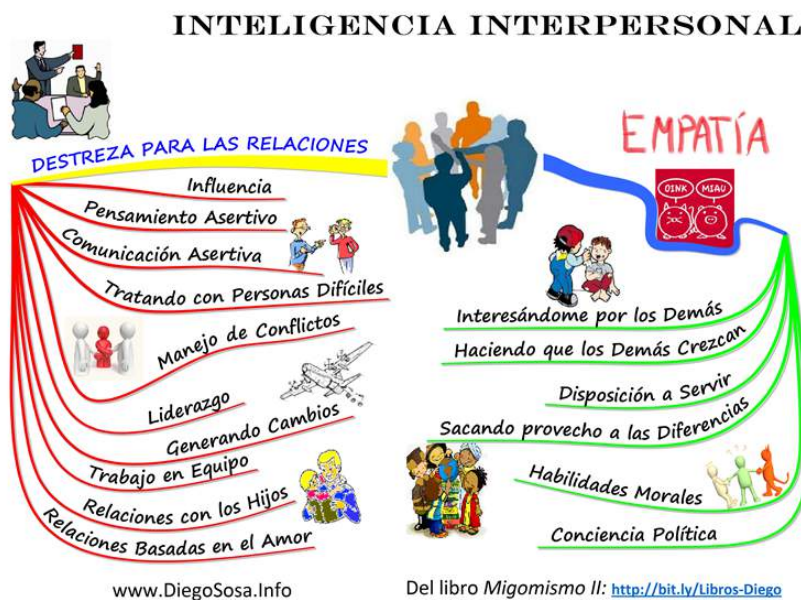 INTELIGENCIA INTERPERSONAL
DESTREZA PARA LAS RELACIONES
Influencia
Pensamiento Asertivo
Comunicación Asertiva
Tratando con Personas Difíciles
Manejo de Conflictos
Liderazgo
Generando Cambios
Trabajo en Equipo
Relaciones con los Hijos
Relaciones Basadas en el Amor
EMPATÍA
OINK
MIAU
Interesándome por los Demás
Haciendo que los Demás Crezcan
Disposición a Servir
Sacando provecho a las Diferencias
Habilidades Morales
Conciencia Política
www.DiegoSosa.Info
Del libro Migomismo II: http://bit.ly/Libros-Diego